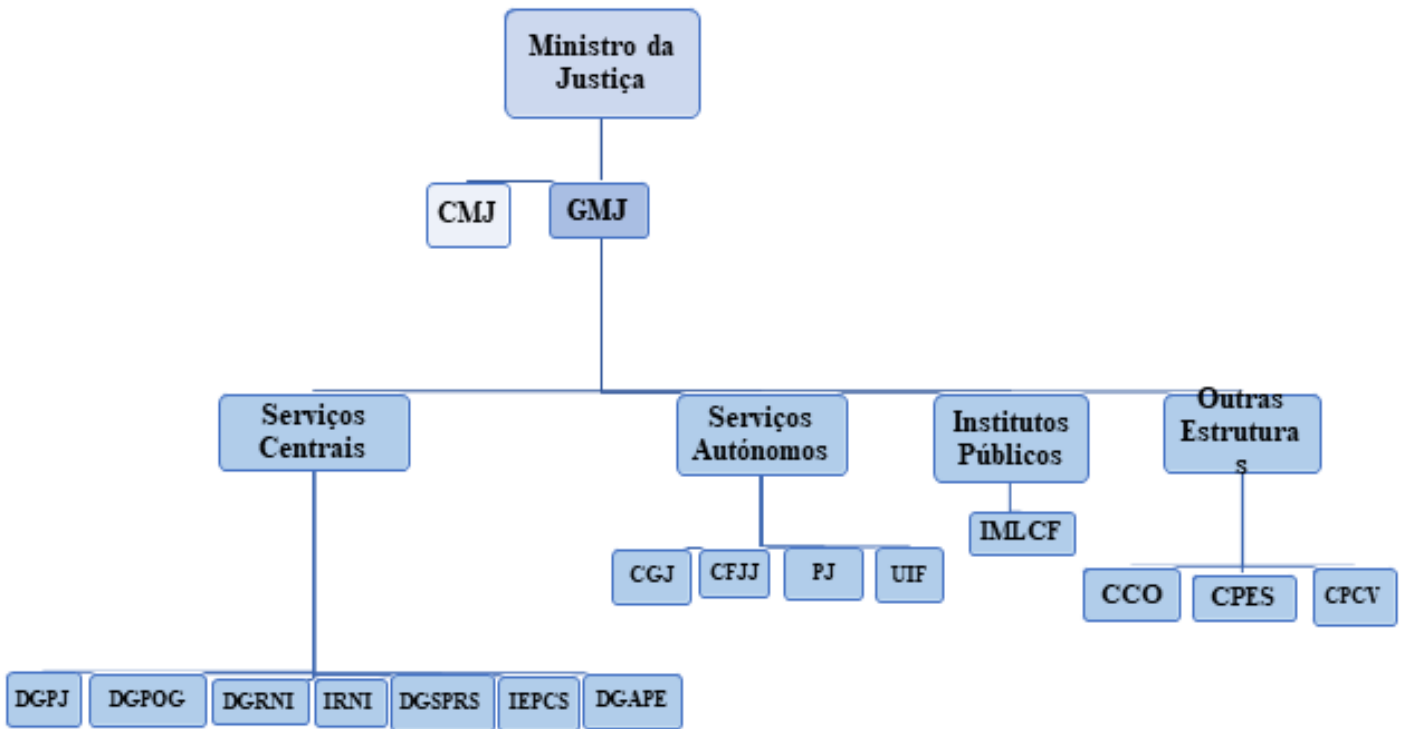 Ministro da
Justiça
CMJ
GMJ
Serviços
Centrais
Serviços
Autónomos
Institutos
Públicos
Outras
Estrutura
s
IMLCF
CGJ
CFJJ
PJ
UIF
CCO
CPES
CPCV
DGPJ
DGPOG
DGRNI
IRNI
DGSPRS
IEPCS
DGAPE